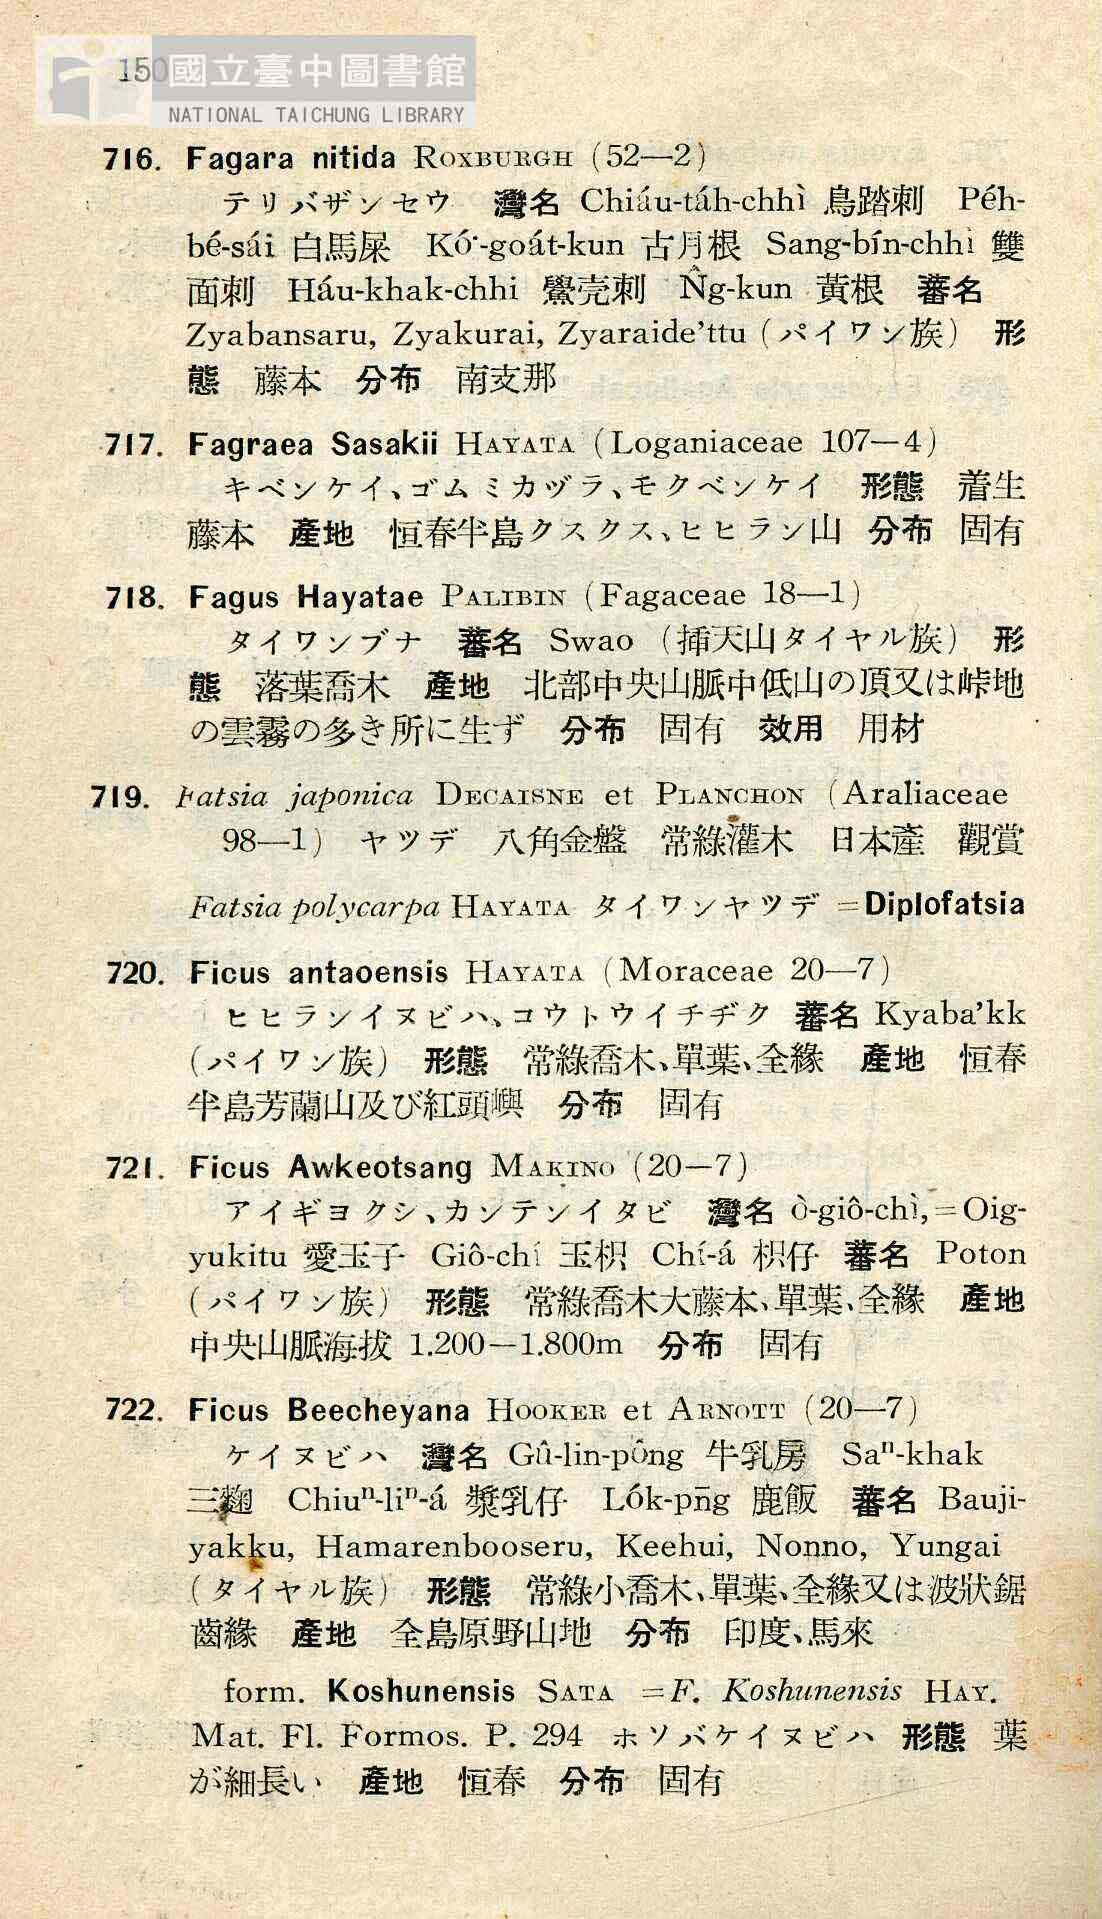 150
國立臺中圖書館
NATIONAL TAICHUNG LIBRARY
716. Fagara nitida ROXBURGH (52—2)
テリバザンセウ 灣名 Chiáu-táh-chhì 鳥踏刺 Péh-
bé-sái 白馬屎 Kó͘-goát-kun 古月根 Sang-bín-chhì 雙
面刺 Háu-khak-chhi 鱟壳刺 N̂g-kun 黃根 蕃名
Zyabansaru, Zyakurai, Zyaraide’ttu (パイワン族) 形
態 藤本 分布 南支那
717. Fagraea Sasakii HAYATA (Loganiaceae 107—4)
キベンケイ、ゴムミカヅラ、モクベンケイ 形態 着生
藤本 產地 恒春半島クスクス、ヒヒラン山 分布 固有
718. Fagus Hayatae PALIBIN (Fagaceae 18—1)
タイワンブナ 蕃名 Swao (挿天山タイヤル族) 形
態 落葉喬木 產地 北部中央山脈中低山の頂又は峠地
の雲霧の多き所に生ず 分布 固有 效用 用材
719. Fatsia japonica DECAISNE et PLANCHON (Araliaceae
98—1) ヤツデ 八角金盤 常綠灌木 日本產 觀賞
Fatsia polycarpa HAYATA タイワンヤツデ =Diplofatsia
720. Ficus antaoensis HAYATA (Moraceae 20—7)
ヒヒランイヌビハ、コウトウイチヂク 蕃名 Kyaba’kk
(パイワン族) 形態 常綠喬木、單葉、全緣 產地 恒春
半島芳蘭山及び紅頭嶼 分布 固有
721. Ficus Awkeotsang MAKINO (20—7)
アイギヨクシ、カンテンイタビ 灣名 ò-giô-chì,=Oig-
yukitu 愛玉子 Giô-chí 玉枳 Chí-á 枳仔 蕃名 Poton
(パイワン族) 形態 常綠喬木大藤本、單葉、全緣 產地
中央山脈海拔 1.200—1.800m 分布 固有
722. Ficus Beecheyana HOOKER et ARNOTT (20—7)
ケイヌビハ 灣名 Gû-lin-pông 牛乳房 Saⁿ-khak
三麹 Chiuⁿ-liⁿ-á 漿乳仔 Lók-pn̄g 鹿飯 蕃名 Bauji-
yakku, Hamarenbooseru, Keehui, Nonno, Yungai
(タイヤル族) 形態 常綠小喬木、單葉、全緣又は波狀鋸
齒緣 產地 全島原野山地 分布 印度、馬來
form. Koshunensis SATA =F. Koshunensis HAY.
Mat. Fl. Formos. P. 294 ホソバケイヌビハ 形態 葉
が細長い 產地 恒春 分布 固有